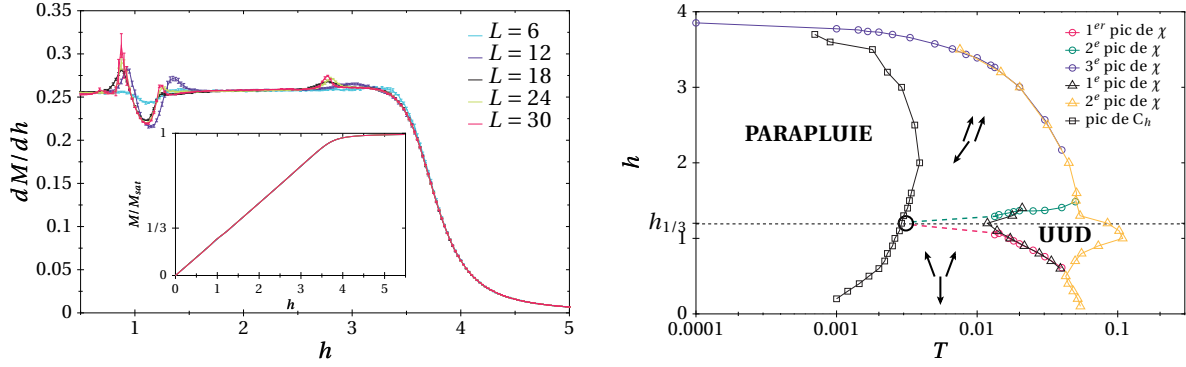 0.35
0.3
0.25
0.2
0.15
0.1
0.05
0
dM/dh
1
2
3
4
5
h
L = 6
L = 12
L = 18
L = 24
L = 30
1
1/3
0
M/M_sat
0
1
2
3
4
5
h
4
3
2
h_{1/3}
1
0
h
0.0001
0.001
0.01
0.1
T
1^{er} pic de χ
2^e pic de χ
3^e pic de χ
1^e pic de χ
2^e pic de χ
pic de C_h
PARAPLUIE
UUD